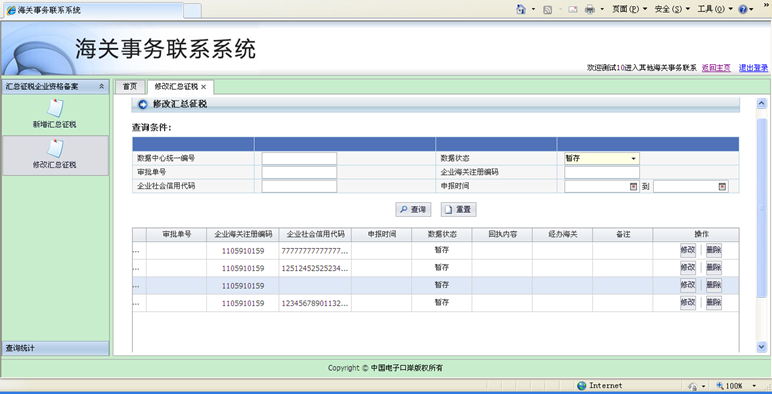 海关事务联系系统
页面(P) 安全(S) 工具(O)
海关事务联系系统
欢迎测试10进入其他海关事务联系 返回主页 退出登录
汇总征税企业资格备案
首页 修改汇总征税
新增汇总征税
修改汇总征税
查询统计
修改汇总征税
查询条件:
数据中心统一编号 数据状态 暂存
审批单号 企业海关注册编码
企业社会信用代码 申报时间 到
查询 重置
审批单号 企业海关注册编码 企业社会信用代码 申报时间 数据状态 回执内容 经办海关 备注 操作
... 1105910159 77777777777777... 暂存 修改 删除
... 1105910159 12512452525234... 暂存 修改 删除
... 1105910159 暂存 修改 删除
... 1105910159 12345678901132... 暂存 修改 删除
Copyright © 中国电子口岸版权所有
Internet 100%